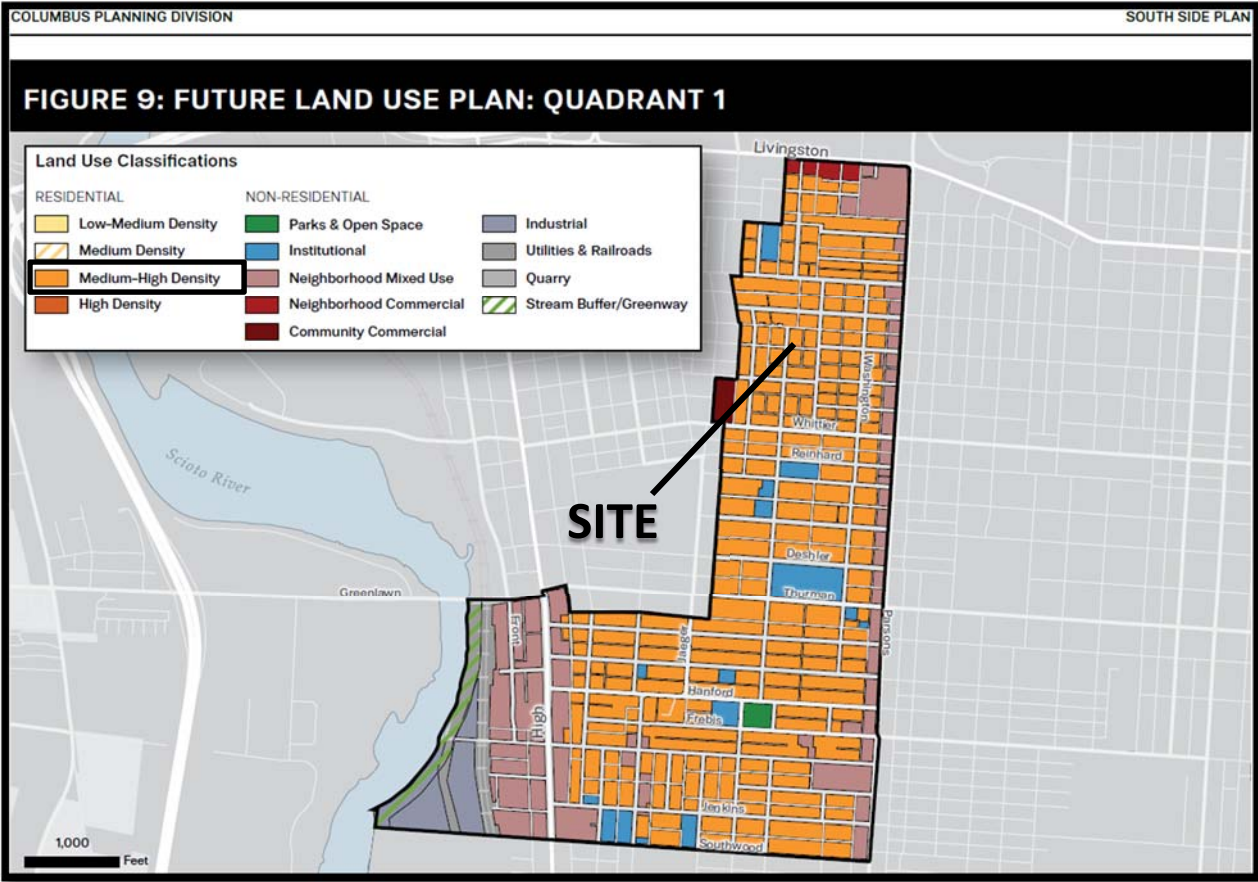 COLUMBUS PLANNING DIVISION
SOUTH SIDE PLAN
FIGURE 9: FUTURE LAND USE PLAN: QUADRANT 1
Land Use Classifications
RESIDENTIAL
Low-Medium Density
Medium Density
Medium-High Density
High Density
NON-RESIDENTIAL
Parks & Open Space
Institutional
Neighborhood Mixed Use
Neighborhood Commercial
Community Commercial
Industrial
Utilities & Railroads
Quarry
Stream Buffer/Greenway
Livingston
Washington
Whittier
Reinhard
Scioto River
SITE
Deshler
Thurman
Greenlawn
Front
Jaeger
Parsons
Hanford
Frebis
High
Jenkins
Southwood
1,000
Feet